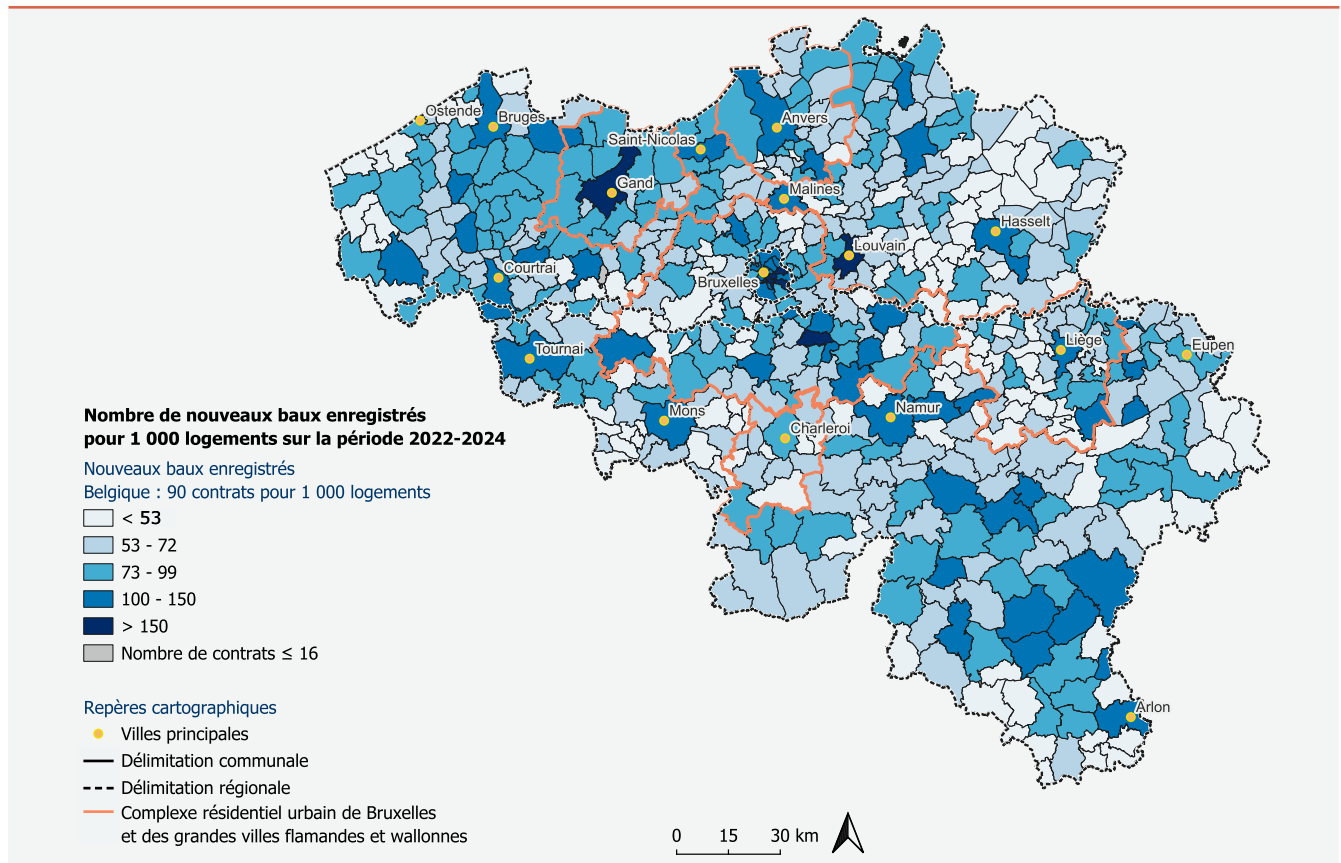 Ostende
Bruges
Saint-Nicolas
Anvers
Gand
Malines
Hasselt
Louvain
Courtrai
Bruxelles
Tournai
Liège
Eupen
Mons
Namur
Charleroi
Arlon
Nombre de nouveaux baux enregistrés
pour 1 000 logements sur la période 2022-2024
Nouveaux baux enregistrés
Belgique : 90 contrats pour 1 000 logements
< 53
53 - 72
73 - 99
100 - 150
> 150
Nombre de contrats ≤ 16
Repères cartographiques
Villes principales
Délimitation communale
Délimitation régionale
Complexe résidentiel urbain de Bruxelles
et des grandes villes flamandes et wallonnes
0 15 30 km